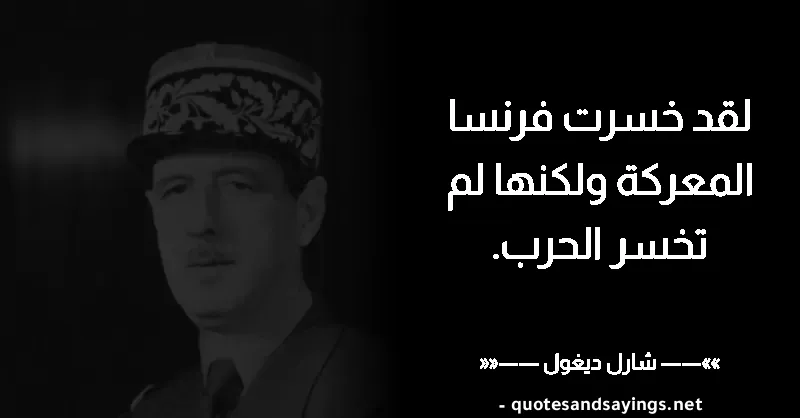 لقد خسرت فرنسا
المعركة ولكنها لم
تخسر الحرب.
»—— شارل ديغول ——««
- quotesandsayings.net